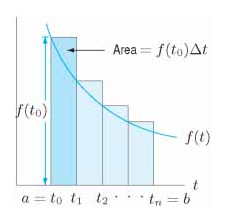 Area = f(t₀)Δt
f(t₀)
f(t)
t
a = t₀ t₁ t₂ · · · tₙ = b